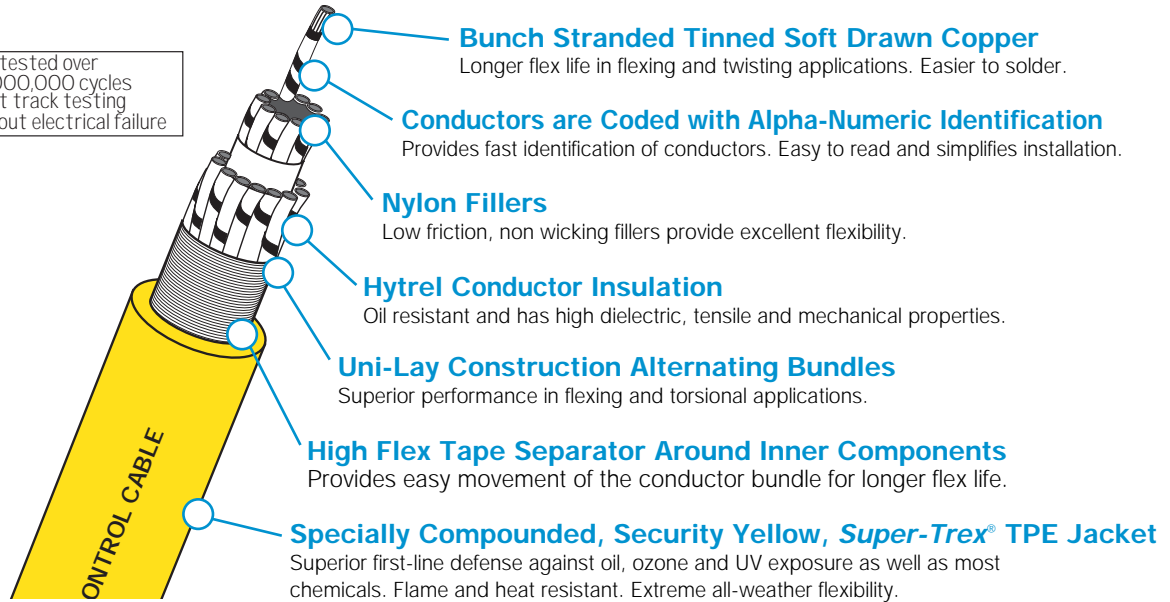 Bunch Stranded Tinned Soft Drawn Copper
Longer flex life in flexing and twisting applications. Easier to solder.
tested over
000,000 cycles
t track testing
out electrical failure
Conductors are Coded with Alpha-Numeric Identification
Provides fast identification of conductors. Easy to read and simplifies installation.
Nylon Fillers
Low friction, non wicking fillers provide excellent flexibility.
Hytrel Conductor Insulation
Oil resistant and has high dielectric, tensile and mechanical properties.
Uni-Lay Construction Alternating Bundles
Superior performance in flexing and torsional applications.
High Flex Tape Separator Around Inner Components
Provides easy movement of the conductor bundle for longer flex life.
Specially Compounded, Security Yellow, Super-Trex® TPE Jacket
Superior first-line defense against oil, ozone and UV exposure as well as most
chemicals. Flame and heat resistant. Extreme all-weather flexibility.
ONTROL CABLE